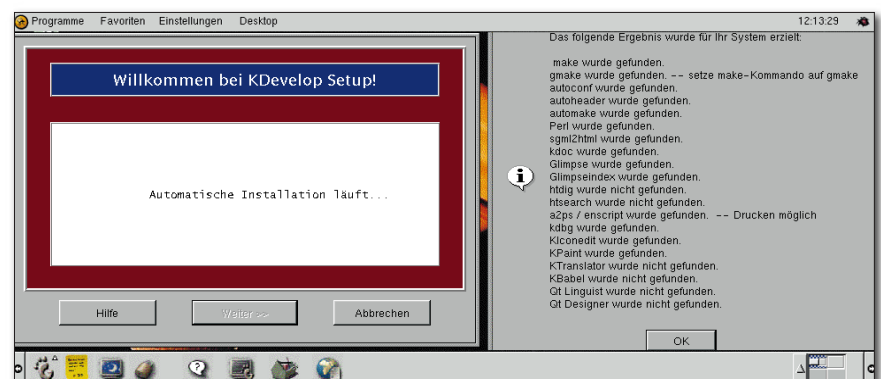 Programme Favoriten Einstellungen Desktop 12:13:29
Willkommen bei KDevelop Setup!
Automatische Installation läuft...
Hilfe Weiter >> Abbrechen
Das folgende Ergebnis wurde für Ihr System erzielt:
make wurde gefunden.
gmake wurde gefunden. -- setze make-Kommando auf gmake
autoconf wurde gefunden.
autoheader wurde gefunden.
automake wurde gefunden.
Perl wurde gefunden.
sgml2html wurde gefunden.
kdoc wurde gefunden.
Glimpse wurde gefunden.
Glimpseindex wurde gefunden.
htdig wurde nicht gefunden.
htsearch wurde nicht gefunden.
a2ps / enscript wurde gefunden. -- Drucken möglich
kdbg wurde gefunden.
KIconedit wurde gefunden.
KPaint wurde gefunden.
KTranslator wurde nicht gefunden.
KBabel wurde nicht gefunden.
Qt Linguist wurde nicht gefunden.
Qt Designer wurde nicht gefunden.
OK